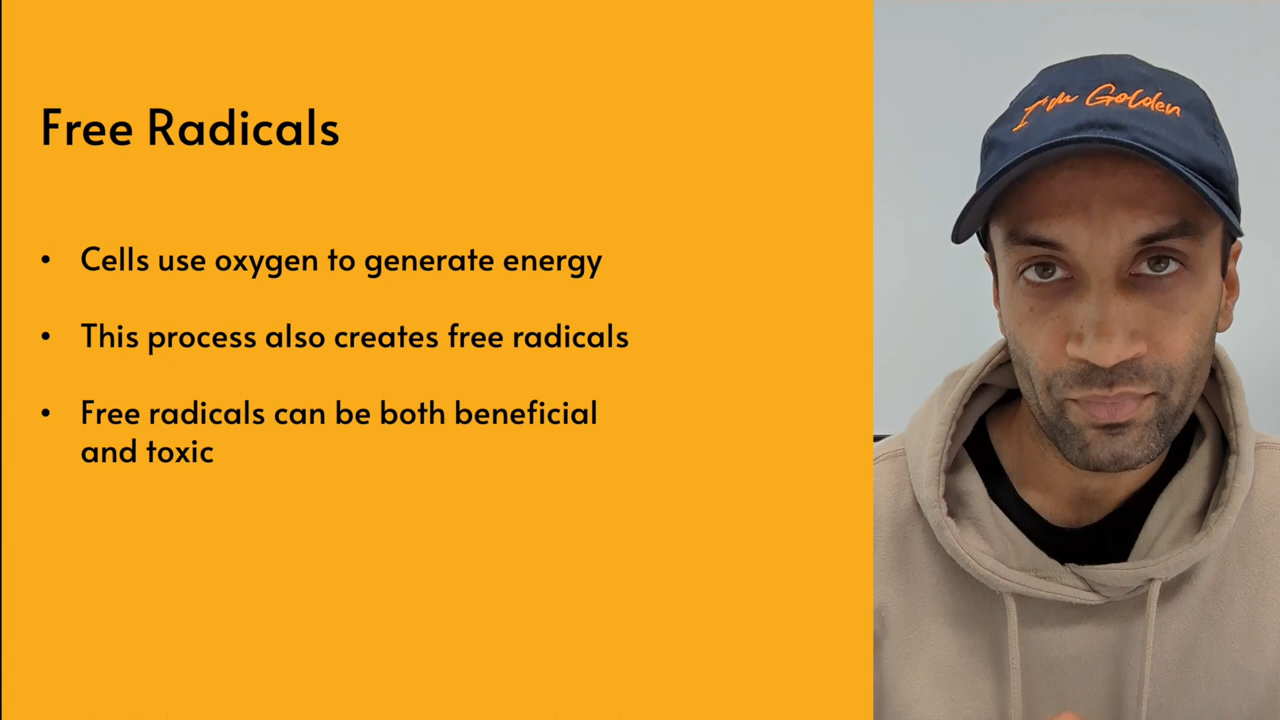 Free Radicals
• Cells use oxygen to generate energy
• This process also creates free radicals
• Free radicals can be both beneficial
and toxic
I'm Golden